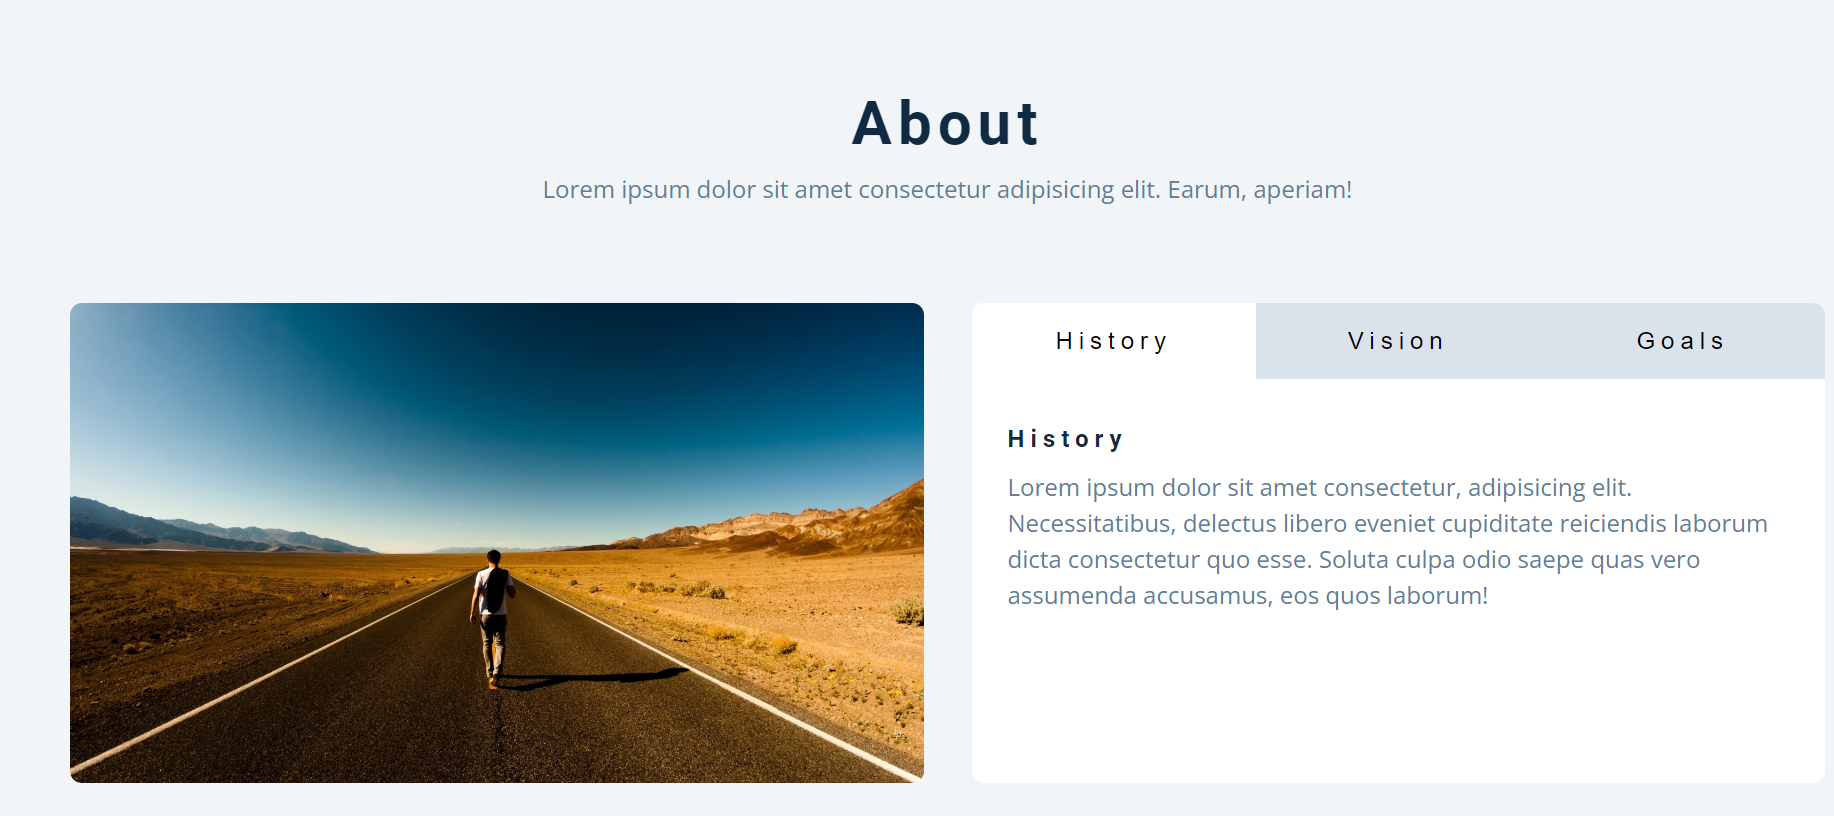 About
Lorem ipsum dolor sit amet consectetur adipisicing elit. Earum, aperiam!
History Vision Goals
History
Lorem ipsum dolor sit amet consectetur, adipisicing elit.
Necessitatibus, delectus libero eveniet cupiditate reiciendis laborum
dicta consectetur quo esse. Soluta culpa odio saepe quas vero
assumenda accusamus, eos quos laborum!